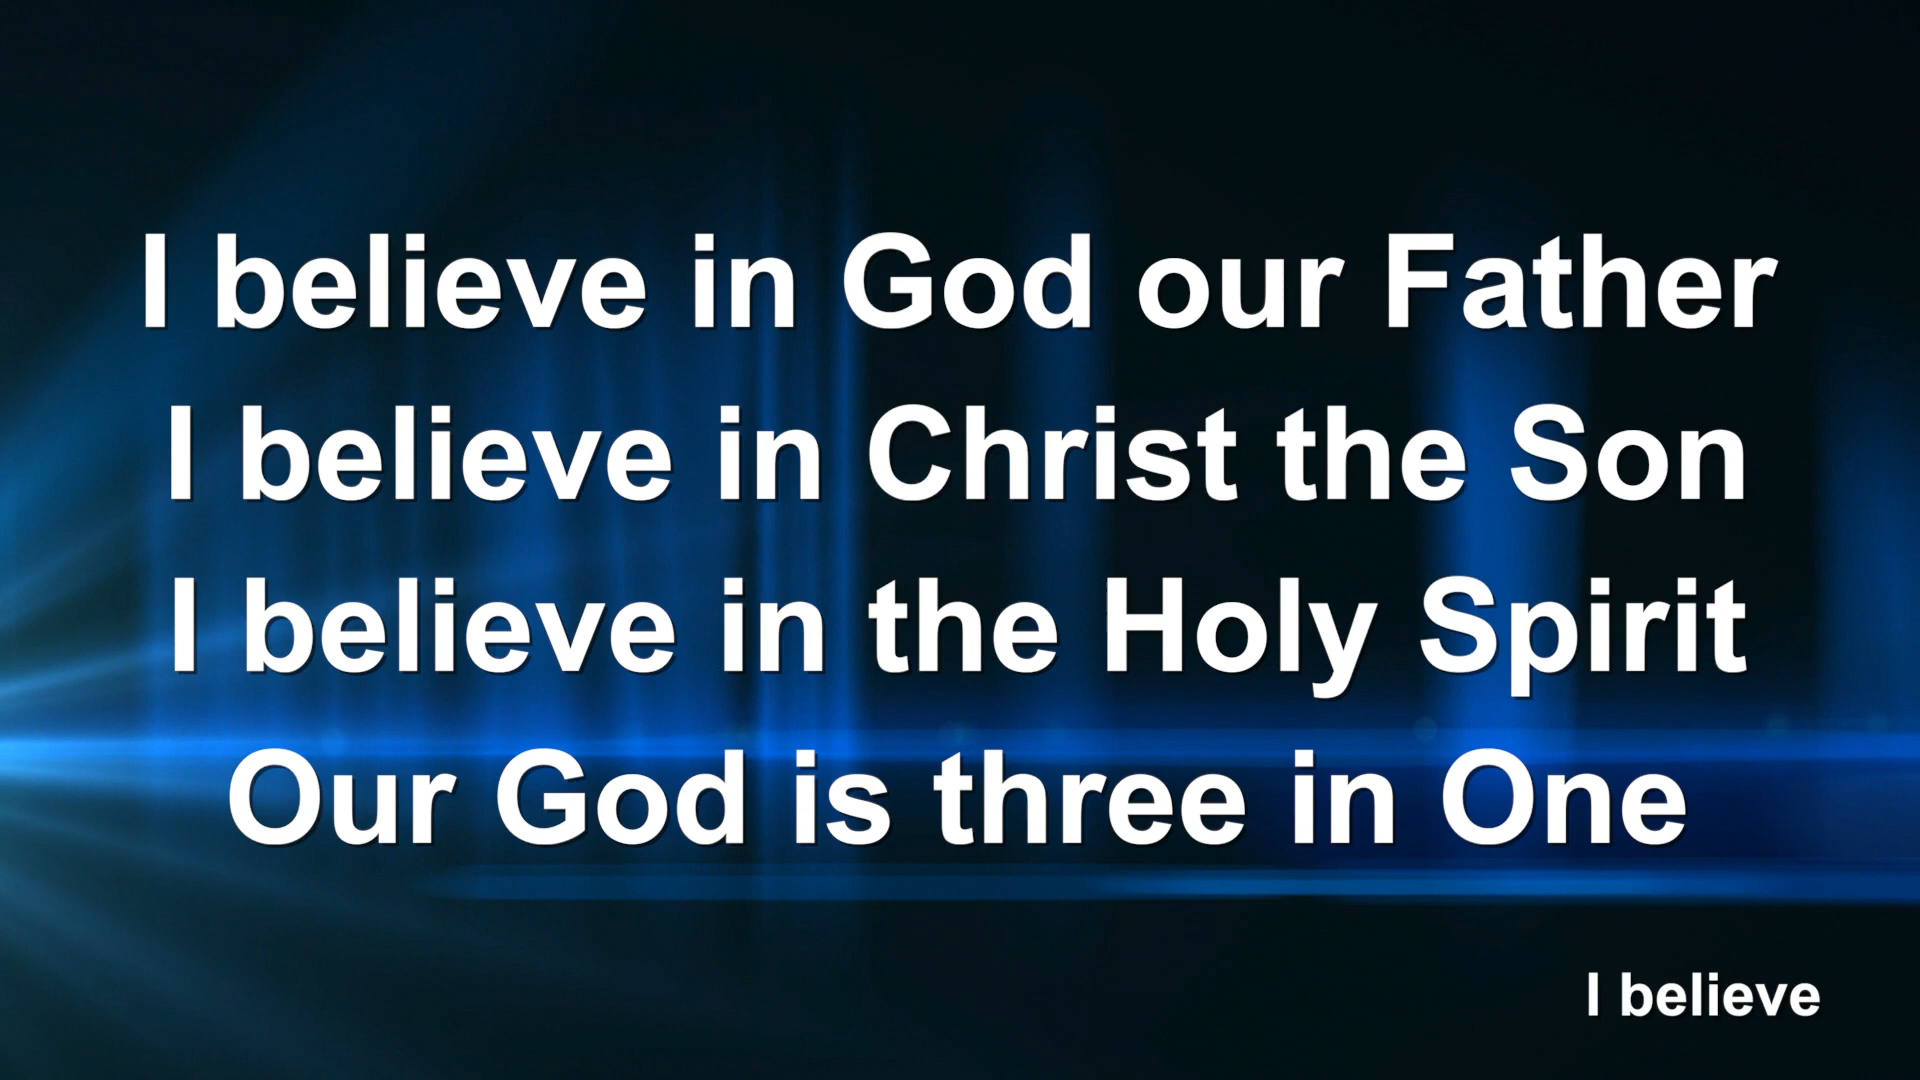 I believe in God our Father
I believe in Christ the Son
I believe in the Holy Spirit
Our God is three in One
I believe